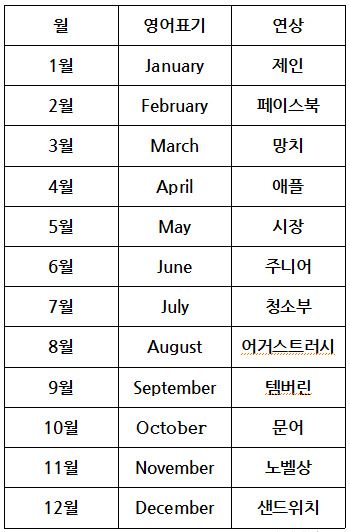 월 영어표기 연상
1월 January 제인
2월 February 페이스북
3월 March 망치
4월 April 애플
5월 May 시장
6월 June 주니어
7월 July 청소부
8월 August 어거스트러시
9월 September 템버린
10월 October 문어
11월 November 노벨상
12월 December 샌드위치